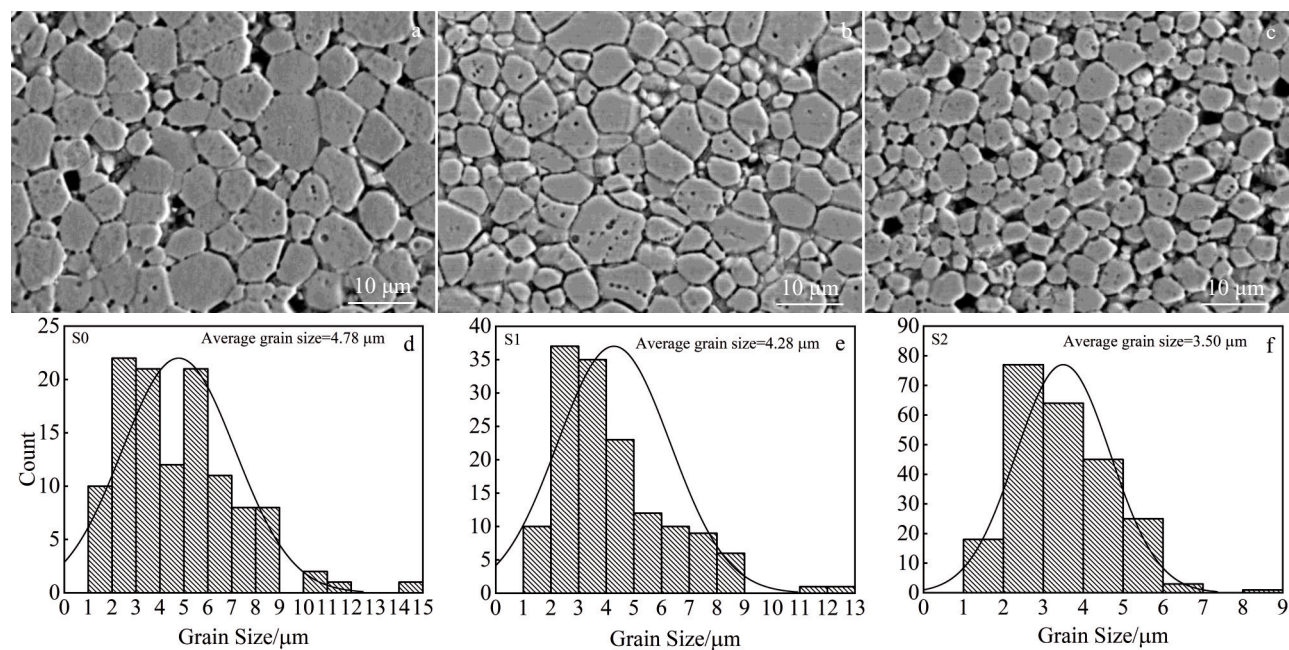 a
b
c
10 μm
10 μm
10 μm
S0
Average grain size=4.78 μm
d
25
20
15
10
5
0
Count
0 1 2 3 4 5 6 7 8 9 10 11 12 13 14 15
Grain Size/μm
S1
Average grain size=4.28 μm
e
40
35
30
25
20
15
10
5
0
0 1 2 3 4 5 6 7 8 9 10 11 12 13
Grain Size/μm
S2
Average grain size=3.50 μm
f
90
80
70
60
50
40
30
20
10
0
0 1 2 3 4 5 6 7 8 9
Grain Size/μm